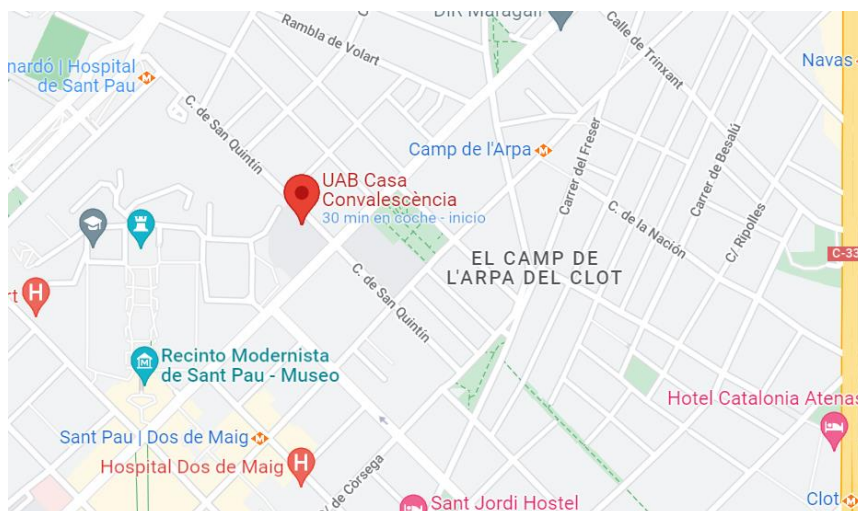 DIR Maragall
Rambla de Volart
Calle de Trinxant
Navas
nardó | Hospital
de Sant Pau
C. de San Quintín
Camp de l'Arpa
Carrer del Freser
Carrer de Besalú
UAB Casa
Convalescència
30 min en coche - inicio
C. de la Nación
C/ Ripolles
EL CAMP DE
L'ARPA DEL CLOT
C-33
C. de San Quintín
rt
H
Recinto Modernista
de Sant Pau - Museo
Hotel Catalonia Atenas
Sant Pau | Dos de Maig
Hospital Dos de Maig
H
de Còrsega
Sant Jordi Hostel
Clot